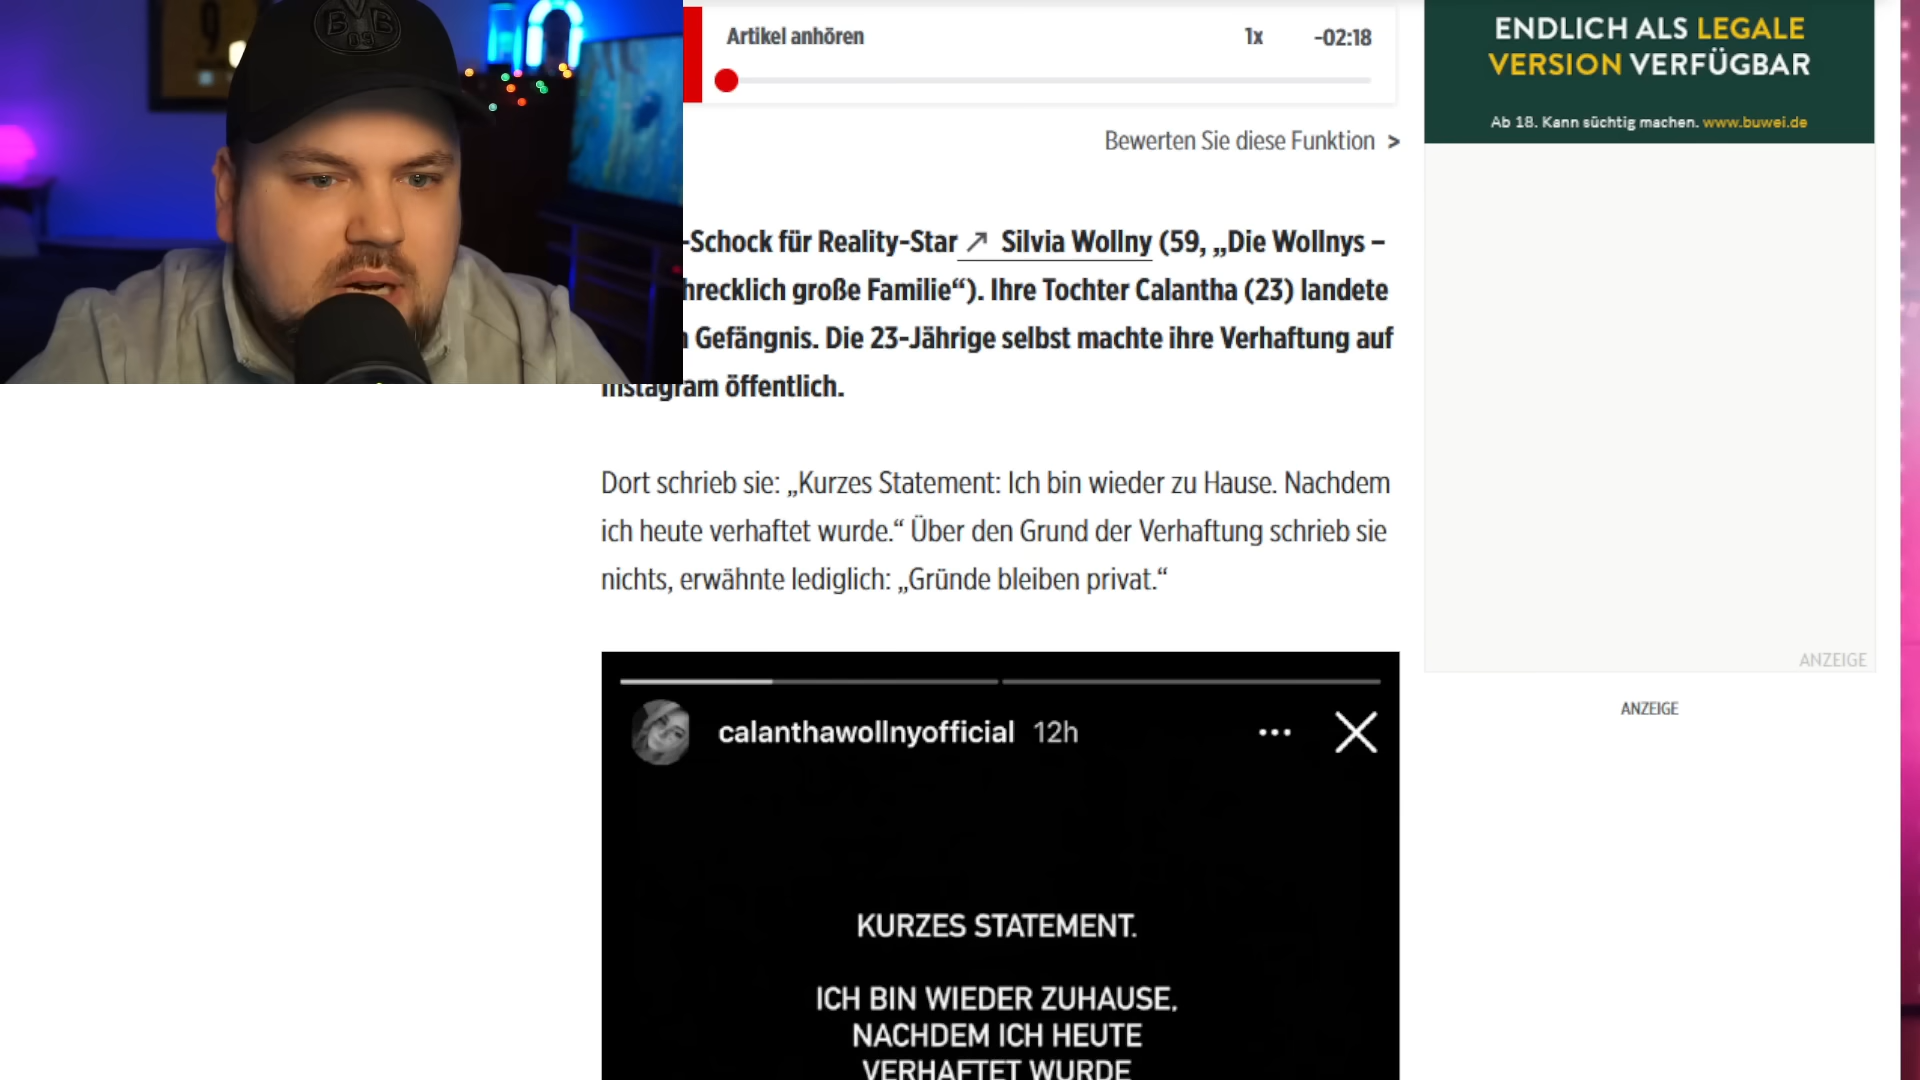 BVB
09
9
Artikel anhören
1x
-02:18
Bewerten Sie diese Funktion >
-Schock für Reality-Star ↗ Silvia Wollny (59, „Die Wollnys –
hrecklich große Familie“). Ihre Tochter Calantha (23) landete
Gefängnis. Die 23-Jährige selbst machte ihre Verhaftung auf
Instagram öffentlich.
Dort schrieb sie: „Kurzes Statement: Ich bin wieder zu Hause. Nachdem
ich heute verhaftet wurde.“ Über den Grund der Verhaftung schrieb sie
nichts, erwähnte lediglich: „Gründe bleiben privat.“
calanthawollnyofficial 12h
KURZES STATEMENT.
ICH BIN WIEDER ZUHAUSE,
NACHDEM ICH HEUTE
VERHAFTET WURDE
ENDLICH ALS LEGALE
VERSION VERFÜGBAR
Ab 18. Kann süchtig machen. www.buwei.de
ANZEIGE
ANZEIGE